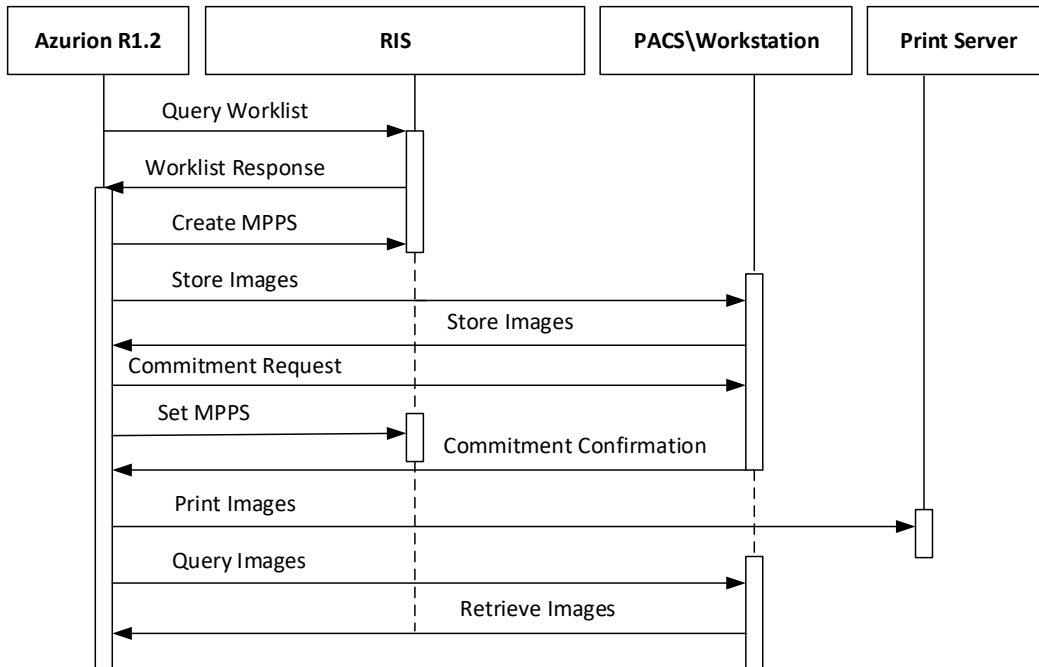 Azurion R1.2
RIS
PACS\Workstation
Print Server
Query Worklist
Worklist Response
Create MPPS
Store Images
Store Images
Commitment Request
Set MPPS
Commitment Confirmation
Print Images
Query Images
Retrieve Images